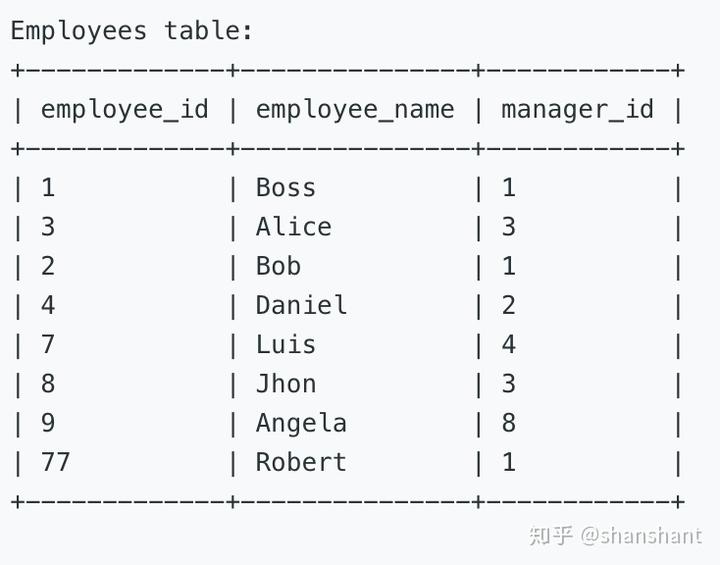 Employees table:
+-------------+---------------+------------+
| employee_id | employee_name | manager_id |
+-------------+---------------+------------+
| 1           | Boss          | 1          |
| 3           | Alice         | 3          |
| 2           | Bob           | 1          |
| 4           | Daniel        | 2          |
| 7           | Luis          | 4          |
| 8           | Jhon          | 3          |
| 9           | Angela        | 8          |
| 77          | Robert        | 1          |
+-------------+---------------+------------+
知乎 @shanshant